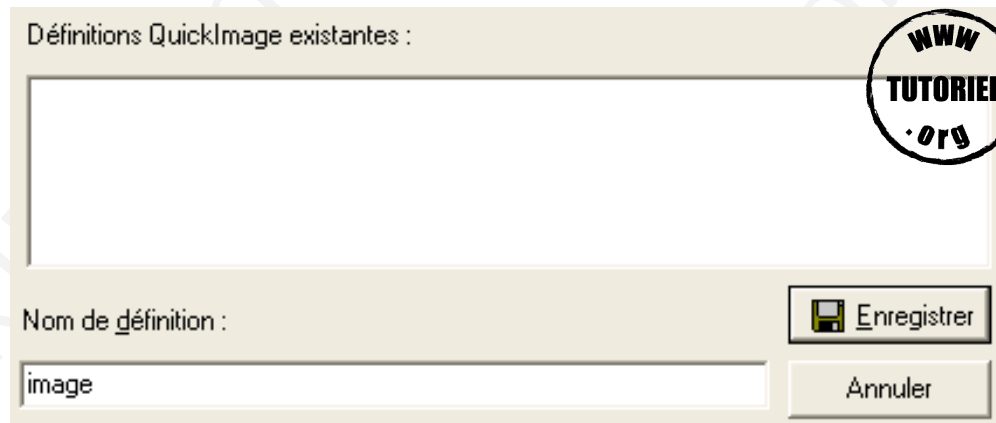 Définitions QuickImage existantes :
WWW
TUTORIEL
.org
Nom de définition :
Enregistrer
image
Annuler